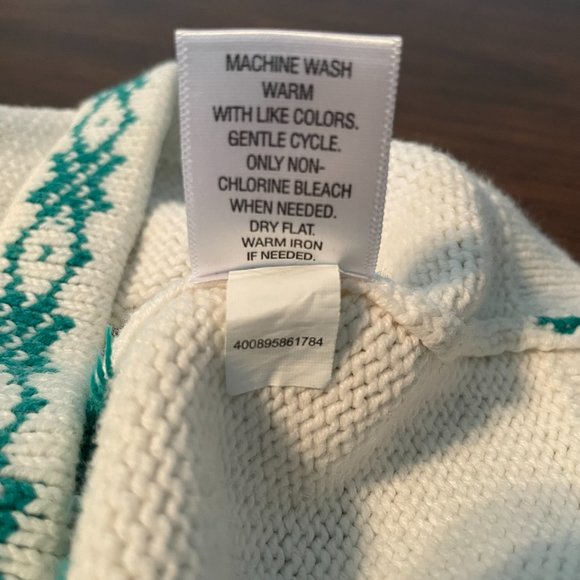 MACHINE WASH
WARM
WITH LIKE COLORS.
GENTLE CYCLE.
ONLY NON-
CHLORINE BLEACH
WHEN NEEDED.
DRY FLAT.
WARM IRON
IF NEEDED.
400895861784